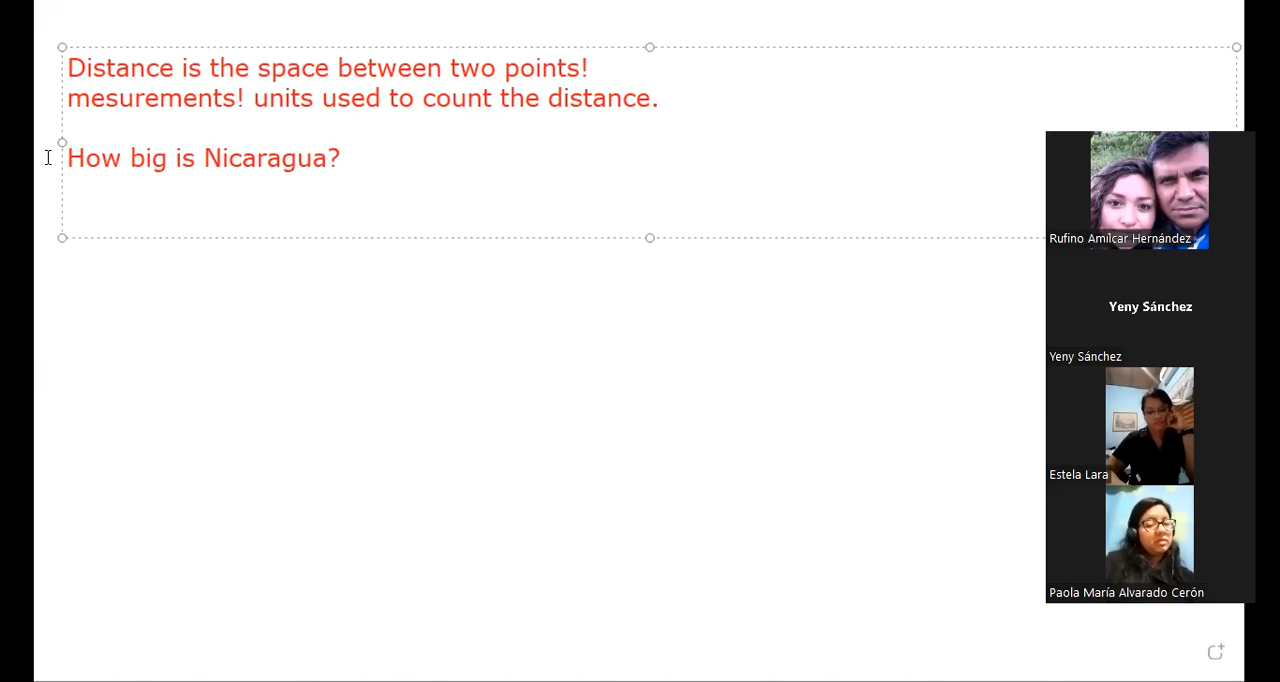 Distance is the space between two points!
mesurements! units used to count the distance.
How big is Nicaragua?
Rufino Amílcar Hernández
Yeny Sánchez
Yeny Sánchez
Estela Lara
Paola María Alvarado Cerón